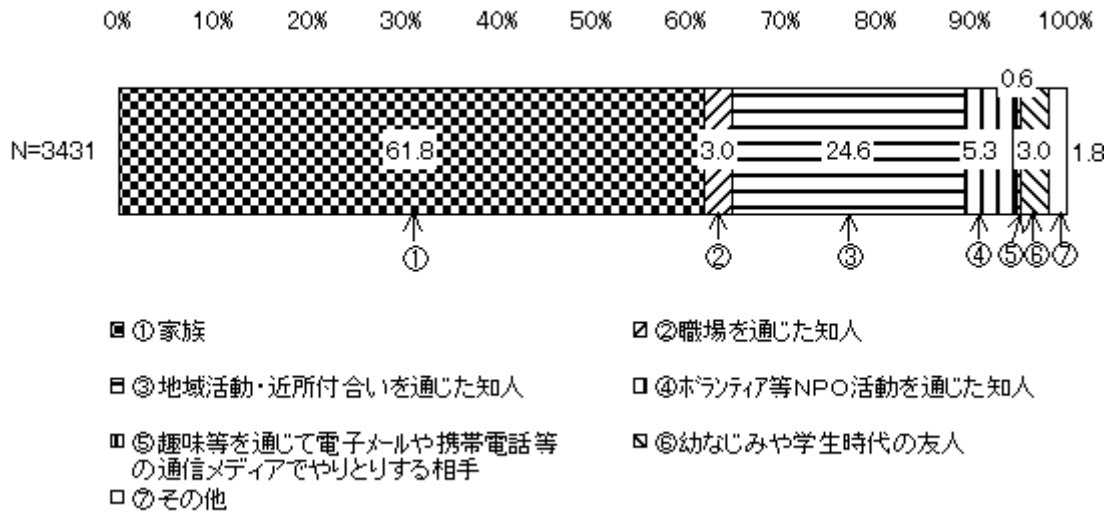 0% 10% 20% 30% 40% 50% 60% 70% 80% 90% 100%
0.6
N=3431 61.8 3.0 24.6 5.3 3.0 1.8
① ② ③ ④ ⑤ ⑥ ⑦
①家族 ②職場を通じた知人
③地域活動・近所付合いを通じた知人 ④ボランティア等NPO活動を通じた知人
⑤趣味等を通じて電子メールや携帯電話等 ⑥幼なじみや学生時代の友人
の通信メディアでやりとりする相手
⑦その他